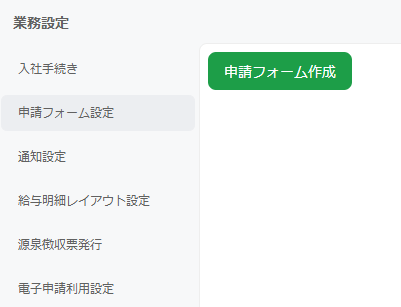 業務設定
入社手続き
申請フォーム作成
申請フォーム設定
通知設定
給与明細レイアウト設定
源泉徴収票発行
電子申請利用設定